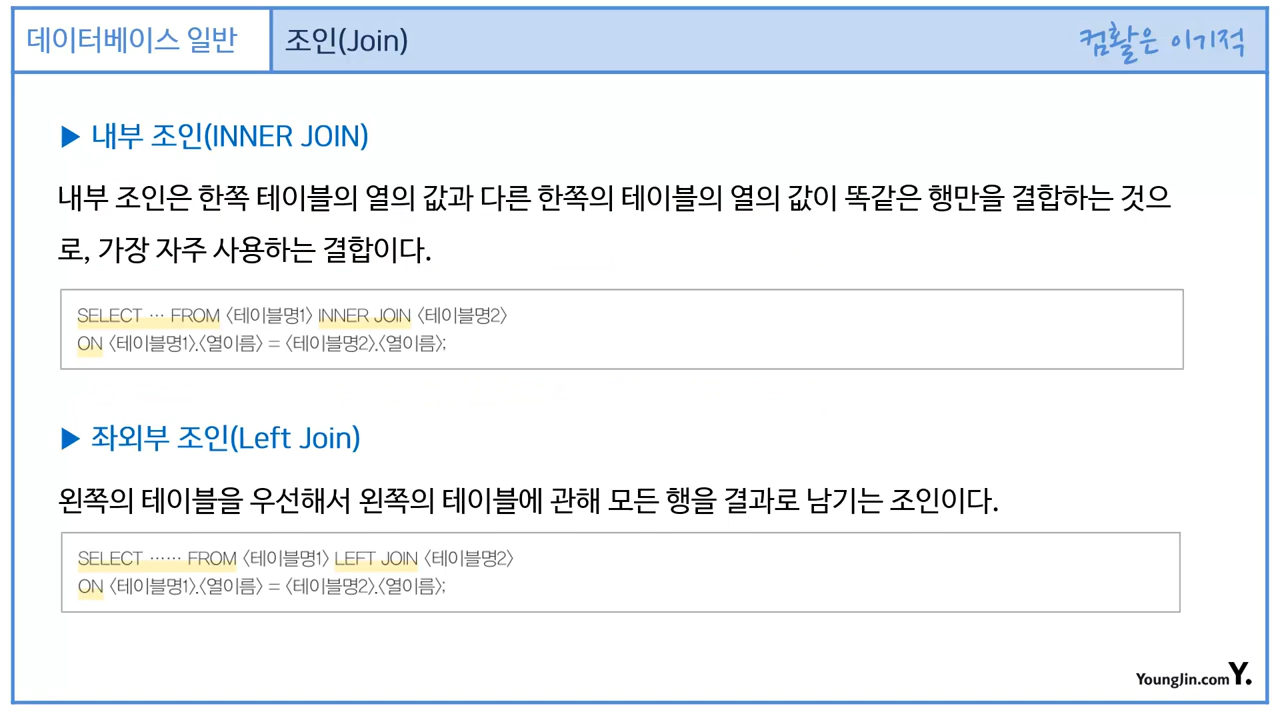 데이터베이스 일반
조인(Join)
컴활은 이기적
▶ 내부 조인(INNER JOIN)
내부 조인은 한쪽 테이블의 열의 값과 다른 한쪽의 테이블의 열의 값이 똑같은 행만을 결합하는 것으
로, 가장 자주 사용하는 결합이다.
SELECT … FROM 〈테이블명1〉 INNER JOIN 〈테이블명2〉
ON 〈테이블명1〉.〈열이름〉 = 〈테이블명2〉.〈열이름〉;
▶ 좌외부 조인(Left Join)
왼쪽의 테이블을 우선해서 왼쪽의 테이블에 관해 모든 행을 결과로 남기는 조인이다.
SELECT …… FROM 〈테이블명1〉 LEFT JOIN 〈테이블명2〉
ON 〈테이블명1〉.〈열이름〉 = 〈테이블명2〉.〈열이름〉;
YoungJin.com Y.